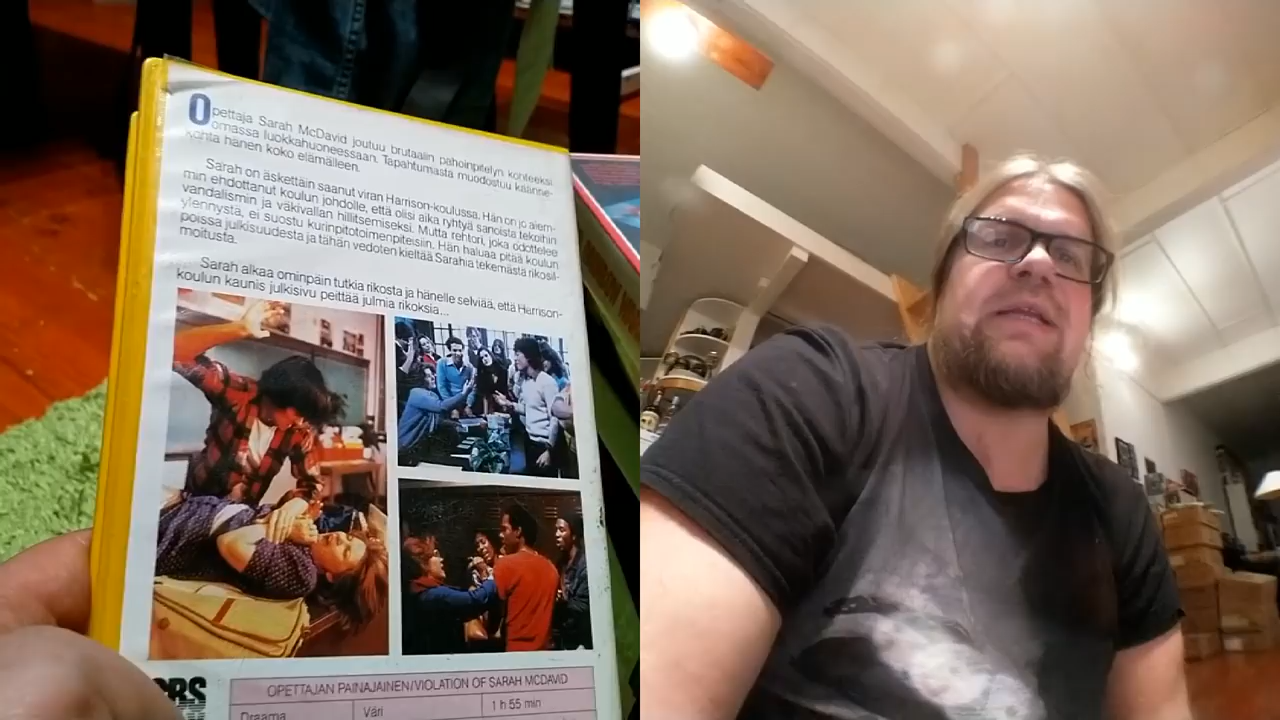 Opettaja Sarah McDavid joutuu brutaalin pahoinpitelyn kohteeksi
omassa luokkahuoneessaan. Tapahtumasta muodostuu käänne-
kohta hänen koko elämälleen.
Sarah on äskettäin saanut viran Harrison-koulussa. Hän on jo aiem-
min ehdottanut koulun johdolle, että olisi aika ryhtyä sanoista tekoihin
vandalismin ja väkivallan hillitsemiseksi. Mutta rehtori, joka odottelee
ylennystä, ei suostu kurinpitotoimenpiteisiin. Hän haluaa pitää koulun
poissa julkisuudesta ja tähän vedoten kieltää Sarahia tekemästä rikosil-
moitusta.
Sarah alkaa ominpäin tutkia rikosta ja hänelle selviää, että Harrison-
koulun kaunis julkisivu peittää julmia rikoksia...
CBS
OPETTAJAN PAINAJAINEN/VIOLATION OF SARAH MCDAVID
Draama Väri 1 h 55 min